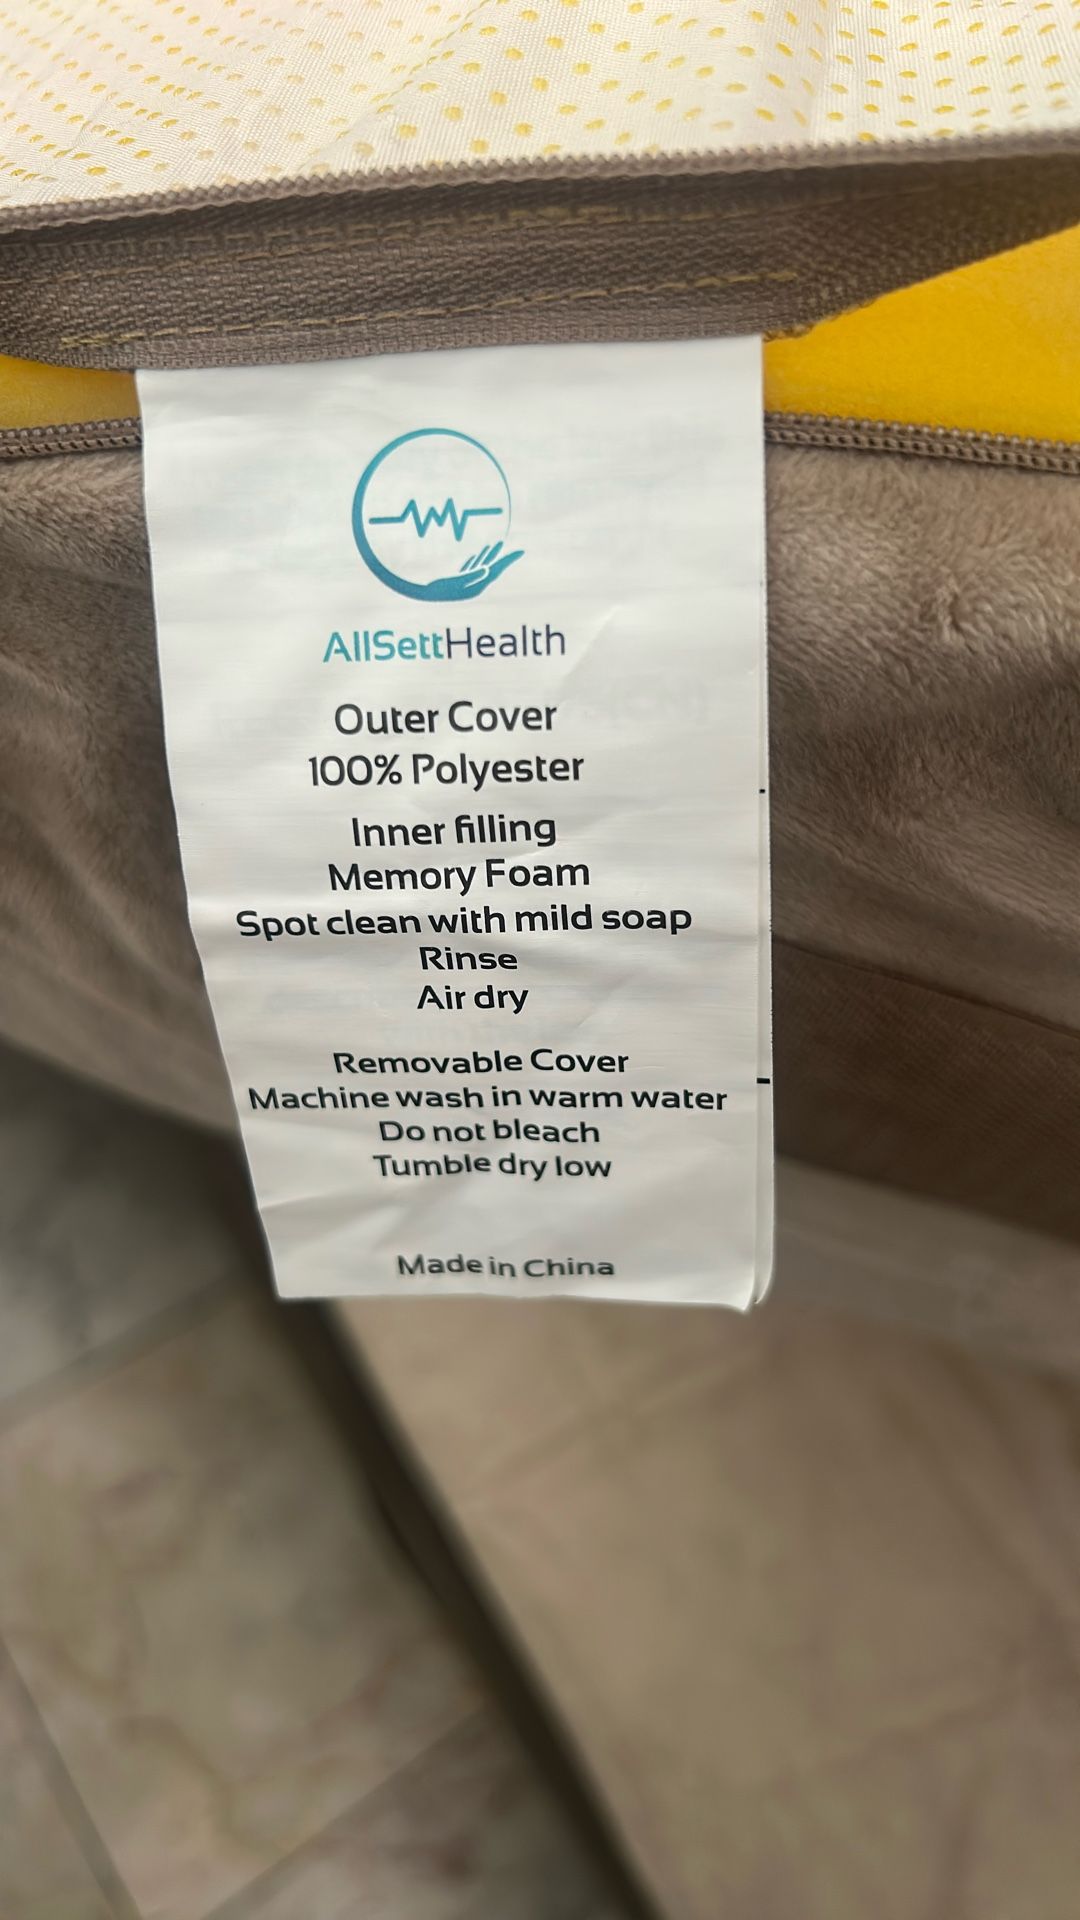 AllSettHealth
Outer Cover
100% Polyester
Inner filling
Memory Foam
Spot clean with mild soap
Rinse
Air dry
Removable Cover
Machine wash in warm water
Do not bleach
Tumble dry low
Made in China